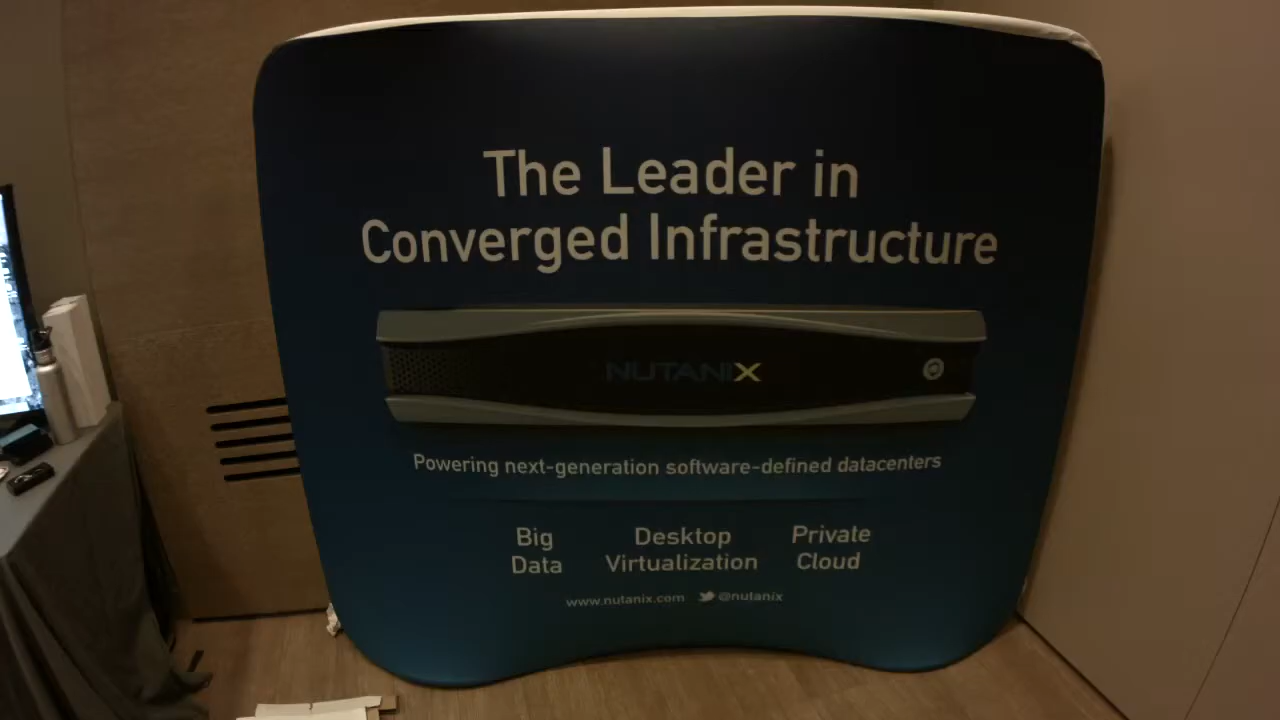 The Leader in
Converged Infrastructure
NUTANIX
Powering next-generation software-defined datacenters
Big
Data
Desktop
Virtualization
Private
Cloud
www.nutanix.com @nutanix